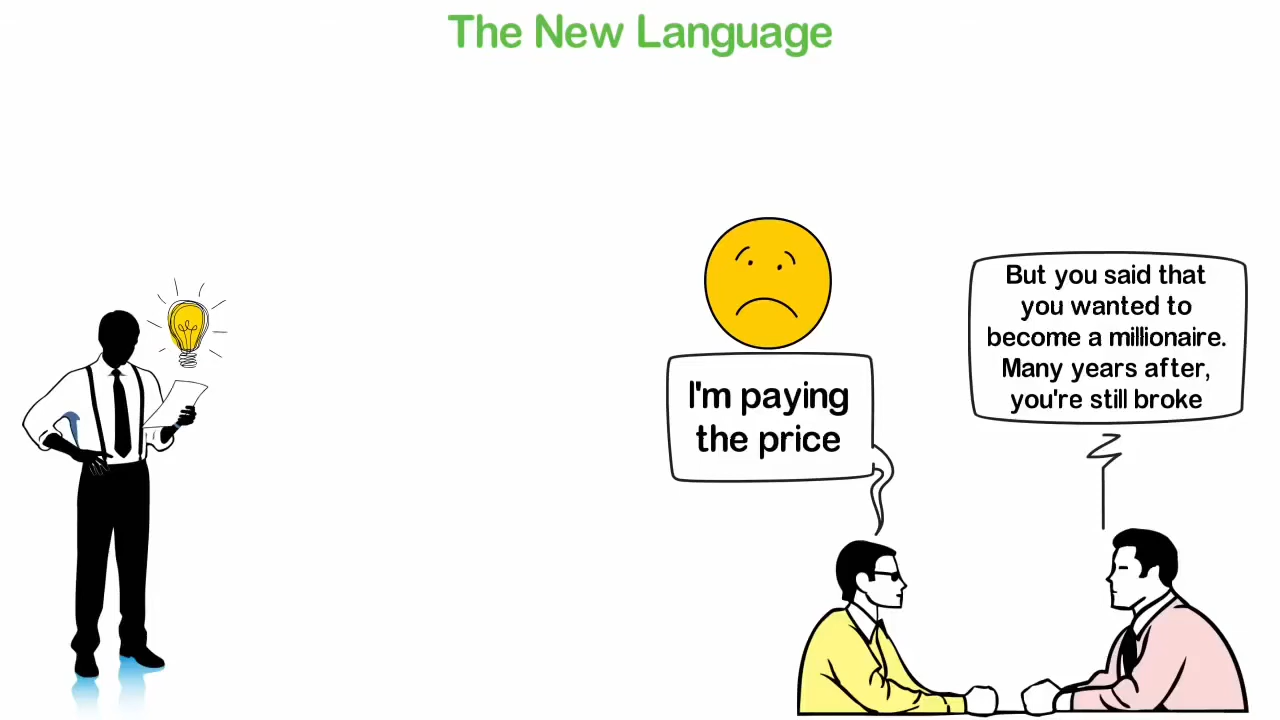 The New Language
I'm paying
the price
But you said that
you wanted to
become a millionaire.
Many years after,
you're still broke